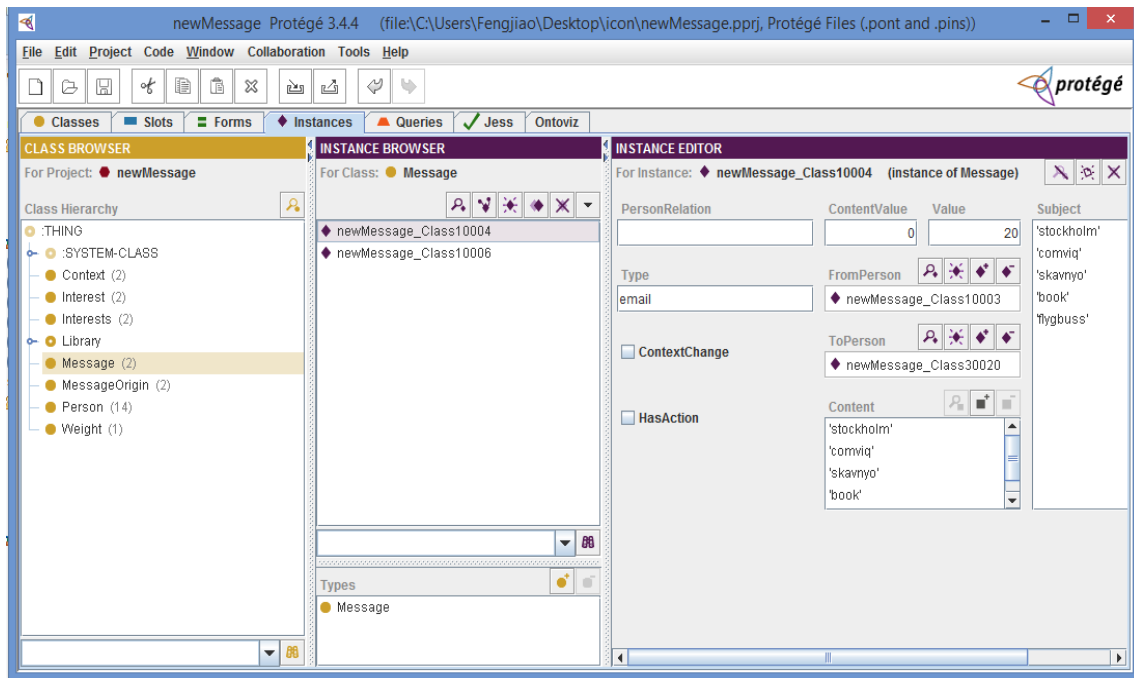 newMessage Protégé 3.4.4 (file:\C:\Users\Fengjiao\Desktop\icon\newMessage.pprj, Protégé Files (.pont and .pins))
File Edit Project Code Window Collaboration Tools Help
protégé
Classes Slots Forms Instances Queries Jess Ontoviz
CLASS BROWSER
For Project: newMessage
Class Hierarchy
:THING
:SYSTEM-CLASS
Context (2)
Interest (2)
Interests (2)
Library
Message (2)
MessageOrigin (2)
Person (14)
Weight (1)
INSTANCE BROWSER
For Class: Message
newMessage_Class10004
newMessage_Class10006
Types
Message
INSTANCE EDITOR
For Instance: newMessage_Class10004 (instance of Message)
PersonRelation
ContentValue
0
Value
20
Subject
'stockholm'
'comviq'
'skavnyo'
'book'
'flygbuss'
Type
email
FromPerson
newMessage_Class10003
ContextChange
ToPerson
newMessage_Class30020
HasAction
Content
'stockholm'
'comviq'
'skavnyo'
'book'